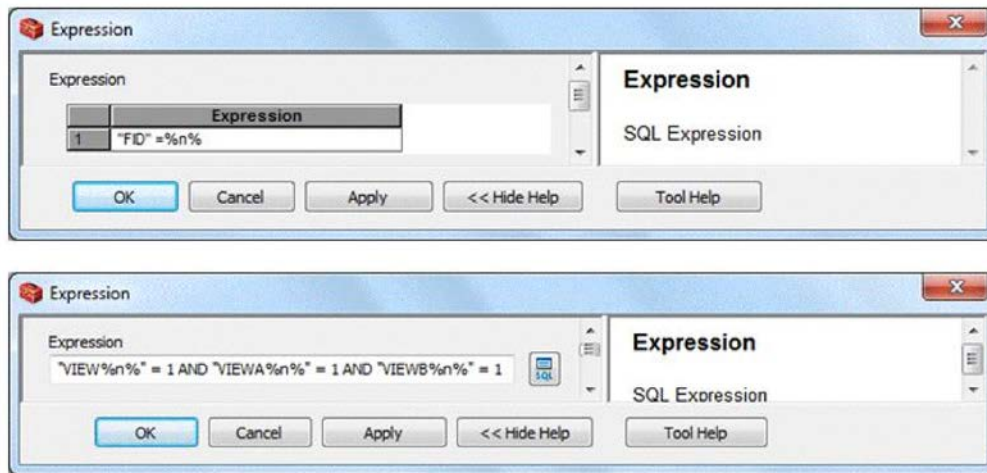 Expression
Expression
Expression
1 "FID" =%n%
Expression
SQL Expression
OK Cancel Apply << Hide Help Tool Help
Expression
Expression
"VIEW%n%" = 1 AND "VIEWA%n%" = 1 AND "VIEWB%n%" = 1
SQL
Expression
SQL Expression
OK Cancel Apply << Hide Help Tool Help